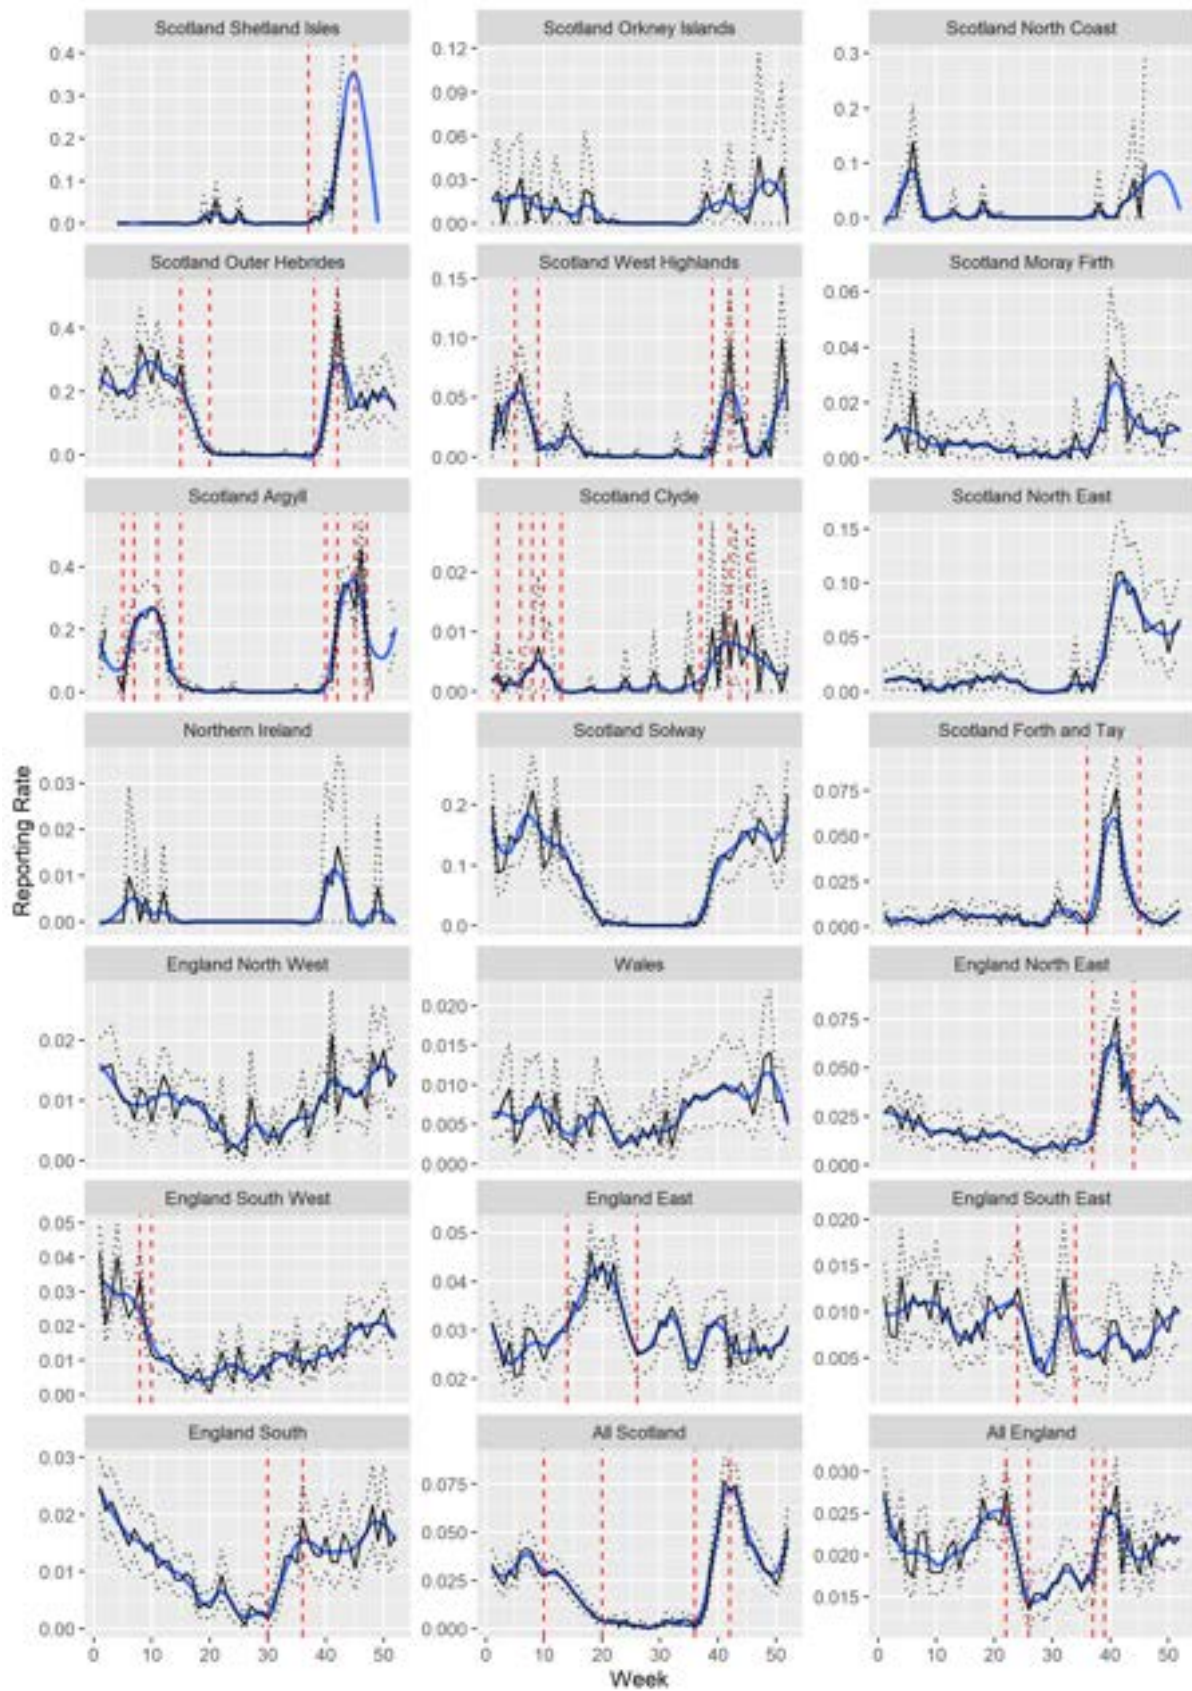 Scotland Shetland Isles Scotland Orkney Islands Scotland North Coast
0.4 0.12 0.3
0.3 0.09
0.2 0.06 0.2
0.1 0.03 0.1
0.0 0.00 0.0
Scotland Outer Hebrides Scotland West Highlands Scotland Moray Firth
0.15 0.06
0.4 0.10 0.04
0.2 0.05 0.02
0.0 0.00 0.00
Scotland Argyll Scotland Clyde Scotland North East
0.4 0.02 0.15
0.10
0.2 0.01 0.05
0.0 0.00 0.00
Northern Ireland Scotland Solway Scotland Forth and Tay
0.03 0.2 0.075
0.02 0.050
0.01 0.1 0.025
0.00 0.0 0.000
Reporting Rate
England North West Wales England North East
0.02 0.020 0.075
0.015 0.050
0.01 0.010
0.005 0.025
0.00 0.000 0.000
England South West England East England South East
0.05 0.05 0.020
0.04 0.04 0.015
0.03
0.02 0.03 0.010
0.01 0.005
0.00 0.02
England South All Scotland All England
0.03 0.075 0.030
0.02 0.050 0.025
0.01 0.025 0.020
0.00 0.000 0.015
0 10 20 30 40 50 0 10 20 30 40 50 0 10 20 30 40 50
Week